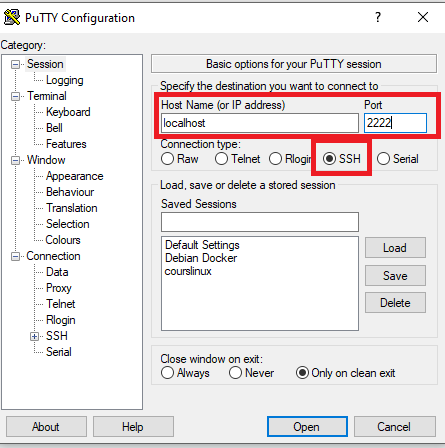 PuTTY Configuration
Category:
Session
Logging
Terminal
Keyboard
Bell
Features
Window
Appearance
Behaviour
Translation
Selection
Colours
Connection
Data
Proxy
Telnet
Rlogin
SSH
Serial
Basic options for your PuTTY session
Specify the destination you want to connect to
Host Name (or IP address) Port
localhost 2222
Connection type:
Raw Telnet Rlogin SSH Serial
Load, save or delete a stored session
Saved Sessions
Default Settings
Debian Docker
courslinux
Load
Save
Delete
Close window on exit:
Always Never Only on clean exit
About Help Open Cancel